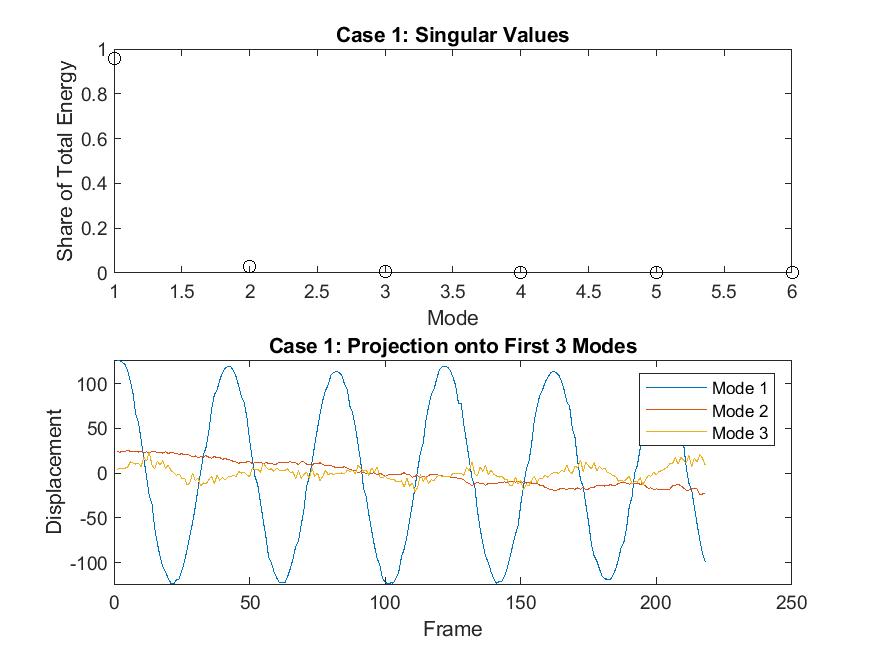 Case 1: Singular Values
Share of Total Energy
1
0.8
0.6
0.4
0.2
0
1 1.5 2 2.5 3 3.5 4 4.5 5 5.5 6
Mode
Case 1: Projection onto First 3 Modes
Displacement
100
50
0
-50
-100
Mode 1
Mode 2
Mode 3
0 50 100 150 200 250
Frame